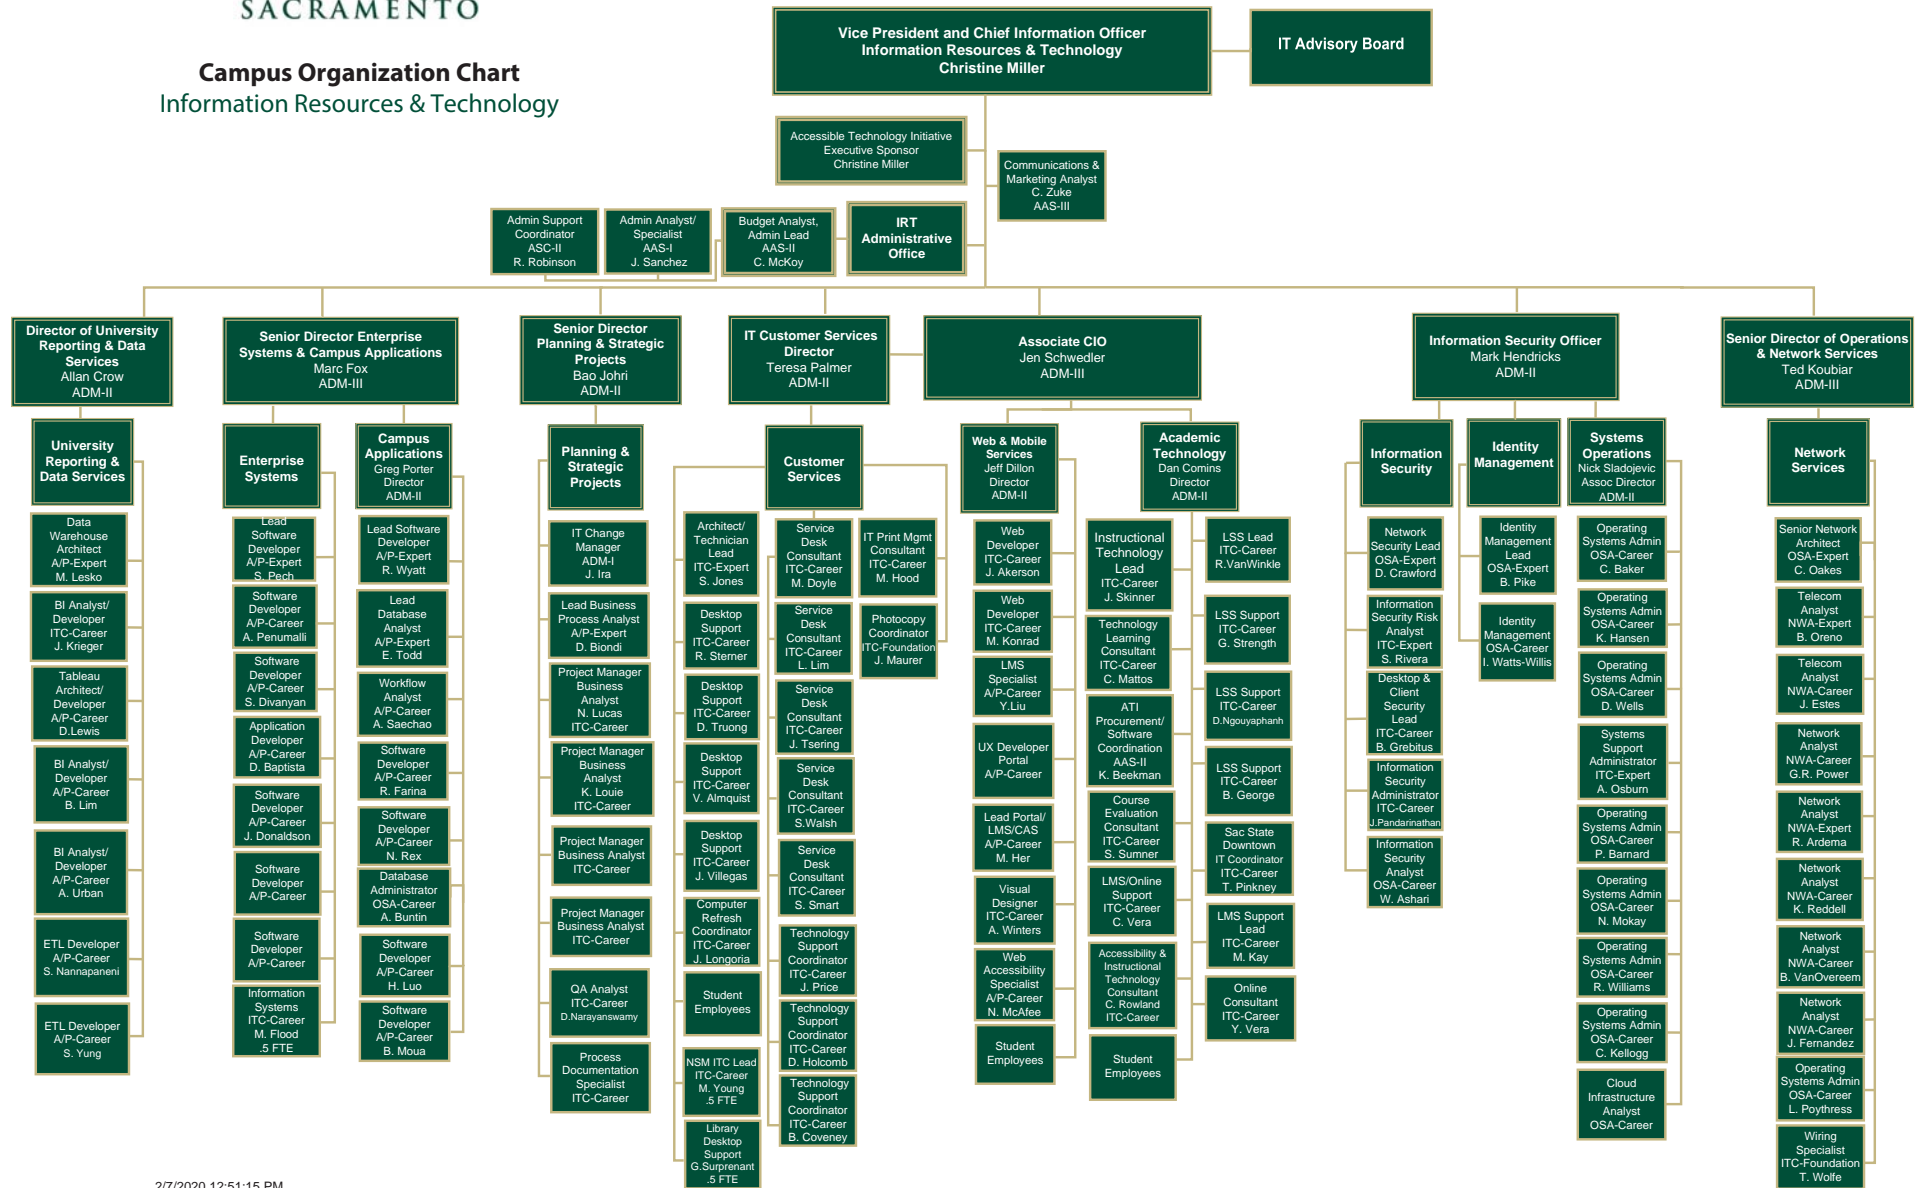 SACRAMENTO
Campus Organization Chart
Information Resources & Technology
Vice President and Chief Information Officer
Information Resources & Technology
Christine Miller
IT Advisory Board
Accessible Technology Initiative
Executive Sponsor
Christine Miller
Communications &
Marketing Analyst
C. Zuke
AAS-III
Admin Support
Coordinator
ASC-II
R. Robinson
Admin Analyst/
Specialist
AAS-I
J. Sanchez
Budget Analyst,
Admin Lead
AAS-II
C. McKoy
IRT
Administrative
Office
Director of University
Reporting & Data
Services
Allan Crow
ADM-II
Senior Director Enterprise
Systems & Campus Applications
Marc Fox
ADM-III
Senior Director
Planning & Strategic
Projects
Bao Johri
ADM-II
IT Customer Services
Director
Teresa Palmer
ADM-II
Associate CIO
Jen Schwedler
ADM-III
Information Security Officer
Mark Hendricks
ADM-II
Senior Director of Operations
& Network Services
Ted Koubiar
ADM-III
University
Reporting &
Data Services
Data
Warehouse
Architect
A/P-Expert
M. Lesko
BI Analyst/
Developer
ITC-Career
J. Krieger
Tableau
Architect/
Developer
A/P-Career
D.Lewis
BI Analyst/
Developer
A/P-Career
B. Lim
BI Analyst/
Developer
A/P-Career
A. Urban
ETL Developer
A/P-Career
S. Nannapaneni
ETL Developer
A/P-Career
S. Yung
Enterprise
Systems
Lead
Software
Developer
A/P-Expert
S. Pech
Software
Developer
A/P-Career
A. Penumalli
Software
Developer
A/P-Career
S. Divanyan
Application
Developer
A/P-Career
D. Baptista
Software
Developer
A/P-Career
J. Donaldson
Software
Developer
A/P-Career
Software
Developer
A/P-Career
Information
Systems
ITC-Career
M. Flood
.5 FTE
Campus
Applications
Greg Porter
Director
ADM-II
Lead Software
Developer
A/P-Expert
R. Wyatt
Lead
Database
Analyst
A/P-Expert
E. Todd
Workflow
Analyst
A/P-Career
A. Saechao
Software
Developer
A/P-Career
R. Farina
Software
Developer
A/P-Career
N. Rex
Database
Administrator
OSA-Career
A. Buntin
Software
Developer
A/P-Career
H. Luo
Software
Developer
A/P-Career
B. Moua
Planning &
Strategic
Projects
IT Change
Manager
ADM-I
J. Ira
Lead Business
Process Analyst
A/P-Expert
D. Biondi
Project Manager
Business
Analyst
N. Lucas
ITC-Career
Project Manager
Business
Analyst
K. Louie
ITC-Career
Project Manager
Business Analyst
ITC-Career
Project Manager
Business Analyst
ITC-Career
QA Analyst
ITC-Career
D.Narayanswamy
Process
Documentation
Specialist
ITC-Career
Customer
Services
Architect/
Technician
Lead
ITC-Expert
S. Jones
Desktop
Support
ITC-Career
R. Sterner
Desktop
Support
ITC-Career
D. Truong
Desktop
Support
ITC-Career
V. Almquist
Desktop
Support
ITC-Career
J. Villegas
Computer
Refresh
Coordinator
ITC-Career
J. Longoria
Student
Employees
NSM ITC Lead
ITC-Career
M. Young
.5 FTE
Library
Desktop
Support
G.Surprenant
.5 FTE
Service
Desk
Consultant
ITC-Career
M. Doyle
Service
Desk
Consultant
ITC-Career
L. Lim
Service
Desk
Consultant
ITC-Career
J. Tsering
Service
Desk
Consultant
ITC-Career
S.Walsh
Service
Desk
Consultant
ITC-Career
S. Smart
Technology
Support
Coordinator
ITC-Career
J. Price
Technology
Support
Coordinator
ITC-Career
D. Holcomb
Technology
Support
Coordinator
ITC-Career
B. Coveney
IT Print Mgmt
Consultant
ITC-Career
M. Hood
Photocopy
Coordinator
ITC-Foundation
J. Maurer
Web & Mobile
Services
Jeff Dillon
Director
ADM-II
Web
Developer
ITC-Career
J. Akerson
Web
Developer
ITC-Career
M. Konrad
LMS
Specialist
A/P-Career
Y.Liu
UX Developer
Portal
A/P-Career
Lead Portal/
LMS/CAS
A/P-Career
M. Her
Visual
Designer
ITC-Career
A. Winters
Web
Accessibility
Specialist
A/P-Career
N. McAfee
Student
Employees
Academic
Technology
Dan Comins
Director
ADM-II
Instructional
Technology
Lead
ITC-Career
J. Skinner
Technology
Learning
Consultant
ITC-Career
C. Mattos
ATI
Procurement/
Software
Coordination
AAS-II
K. Beekman
Course
Evaluation
Consultant
ITC-Career
S. Sumner
LMS/Online
Support
ITC-Career
C. Vera
Accessibility &
Instructional
Technology
Consultant
C. Rowland
ITC-Career
Student
Employees
LSS Lead
ITC-Career
R.VanWinkle
LSS Support
ITC-Career
G. Strength
LSS Support
ITC-Career
D.Ngouyaphanh
LSS Support
ITC-Career
B. George
Sac State
Downtown
IT Coordinator
ITC-Career
T. Pinkney
LMS Support
Lead
ITC-Career
M. Kay
Online
Consultant
ITC-Career
Y. Vera
Information
Security
Network
Security Lead
OSA-Expert
D. Crawford
Information
Security Risk
Analyst
ITC-Expert
S. Rivera
Desktop &
Client
Security
Lead
ITC-Career
B. Grebitus
Information
Security
Administrator
ITC-Career
J.Pandarinathan
Information
Security
Analyst
OSA-Career
W. Ashari
Identity
Management
Identity
Management
Lead
OSA-Expert
B. Pike
Identity
Management
OSA-Career
I. Watts-Willis
Systems
Operations
Nick Sladojevic
Assoc Director
ADM-II
Operating
Systems Admin
OSA-Career
C. Baker
Operating
Systems Admin
OSA-Career
K. Hansen
Operating
Systems Admin
OSA-Career
D. Wells
Systems
Support
Administrator
ITC-Expert
A. Osburn
Operating
Systems Admin
OSA-Career
P. Barnard
Operating
Systems Admin
OSA-Career
N. Mokay
Operating
Systems Admin
OSA-Career
R. Williams
Operating
Systems Admin
OSA-Career
C. Kellogg
Cloud
Infrastructure
Analyst
OSA-Career
Network
Services
Senior Network
Architect
OSA-Expert
C. Oakes
Telecom
Analyst
NWA-Expert
B. Oreno
Telecom
Analyst
NWA-Career
J. Estes
Network
Analyst
NWA-Career
G.R. Power
Network
Analyst
NWA-Expert
R. Ardema
Network
Analyst
NWA-Career
K. Reddell
Network
Analyst
NWA-Career
B. VanOvereem
Network
Analyst
NWA-Career
J. Fernandez
Operating
Systems Admin
OSA-Career
L. Poythress
Wiring
Specialist
ITC-Foundation
T. Wolfe
2/7/2020 12:51:15 PM